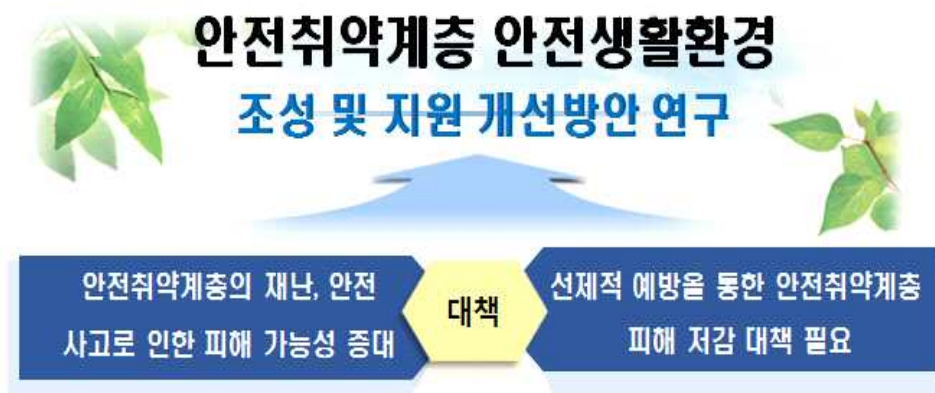 안전취약계층 안전생활환경
조성 및 지원 개선방안 연구
안전취약계층의 재난, 안전
사고로 인한 피해 가능성 증대
대책
선제적 예방을 통한 안전취약계층
피해 저감 대책 필요